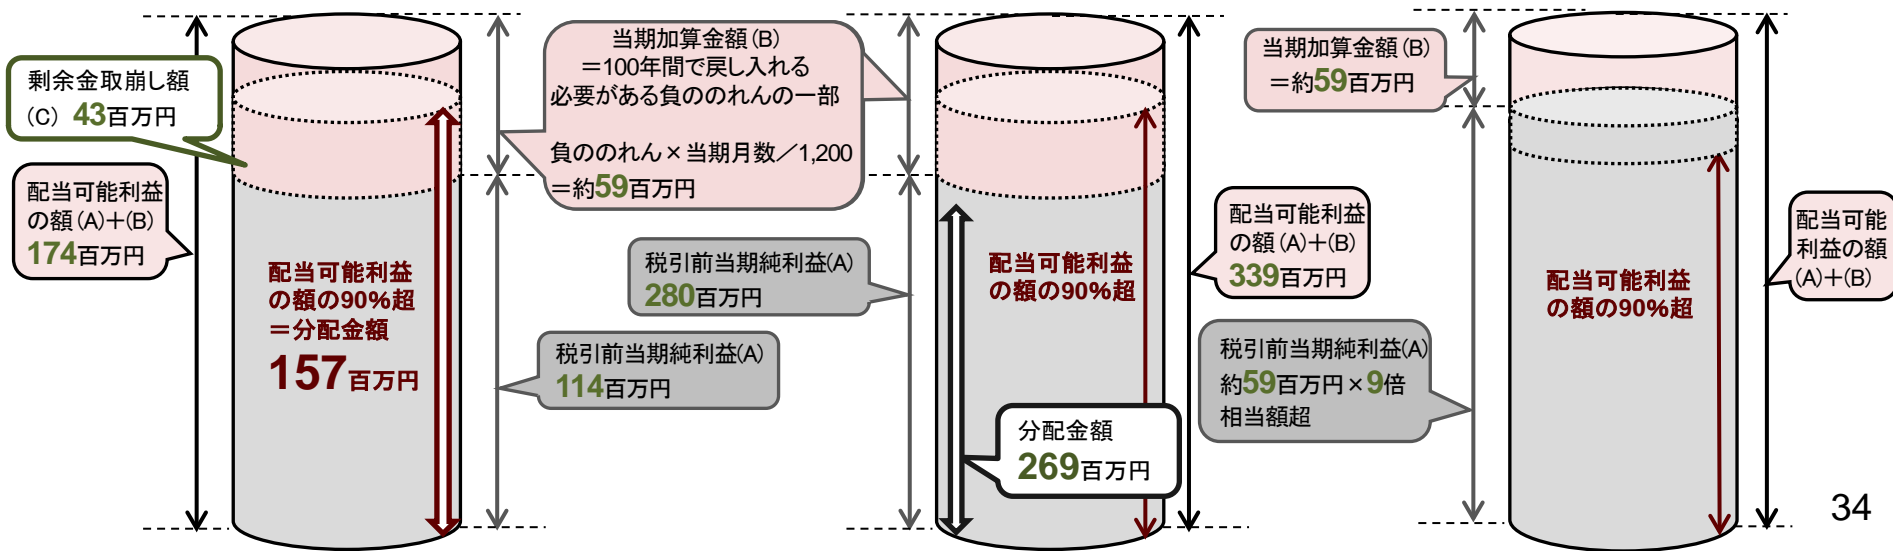 剰余金取崩し額
(C) 43百万円
配当可能利益
の額(A)+(B)
174百万円
配当可能利益
の額の90%超
=分配金額
157百万円
当期加算金額(B)
=100年間で戻し入れる
必要がある負ののれんの一部
負ののれん×当期月数/1,200
=約59百万円
税引前当期純利益(A)
114百万円
税引前当期純利益(A)
280百万円
配当可能利益
の額の90%超
分配金額
269百万円
配当可能利益
の額(A)+(B)
339百万円
当期加算金額(B)
=約59百万円
税引前当期純利益(A)
約59百万円×9倍
相当額超
配当可能利益
の額の90%超
配当可能
利益の額
(A)+(B)
34